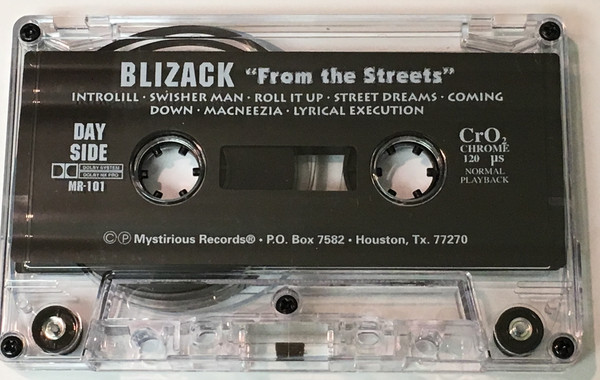 BLIZACK "From the Streets"
INTROLILL · SWISHER MAN · ROLL IT UP · STREET DREAMS · COMING
DOWN · MACNEEZIA · LYRICAL EXECUTION
DAY
SIDE
DOLBY SYSTEM
DOLBY HX PRO
MR-101
CrO₂
CHROME
120 µs
NORMAL
PLAYBACK
©℗ Mystirious Records® · P.O. Box 7582 · Houston, Tx. 77270